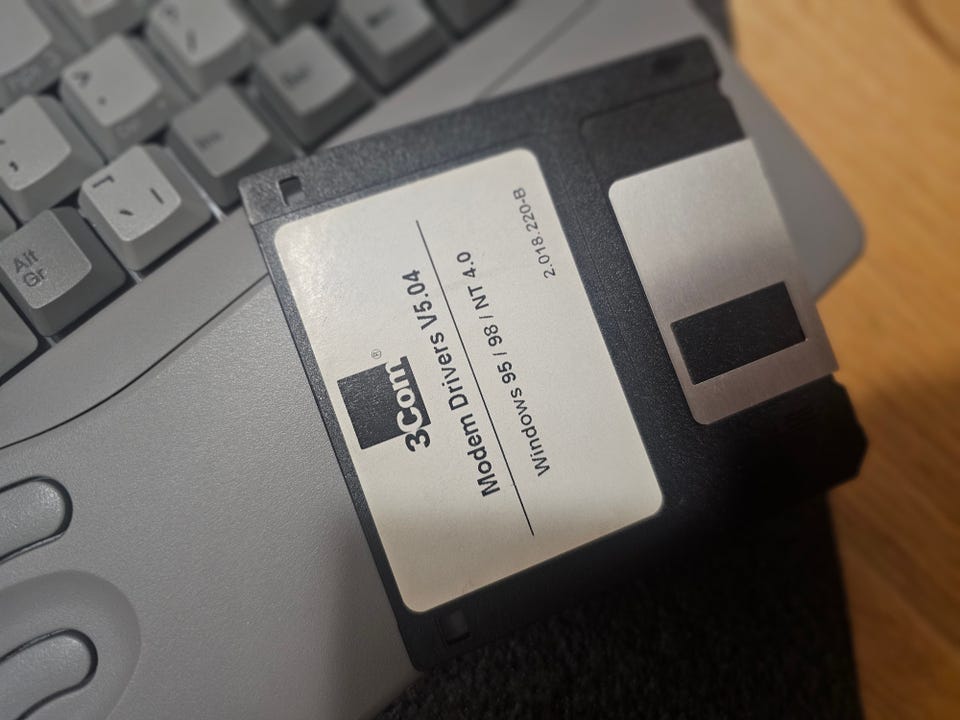 3Com®
Modem Drivers V5.04
Windows 95 / 98 / NT 4.0
2.018.220-B
Alt
Gr